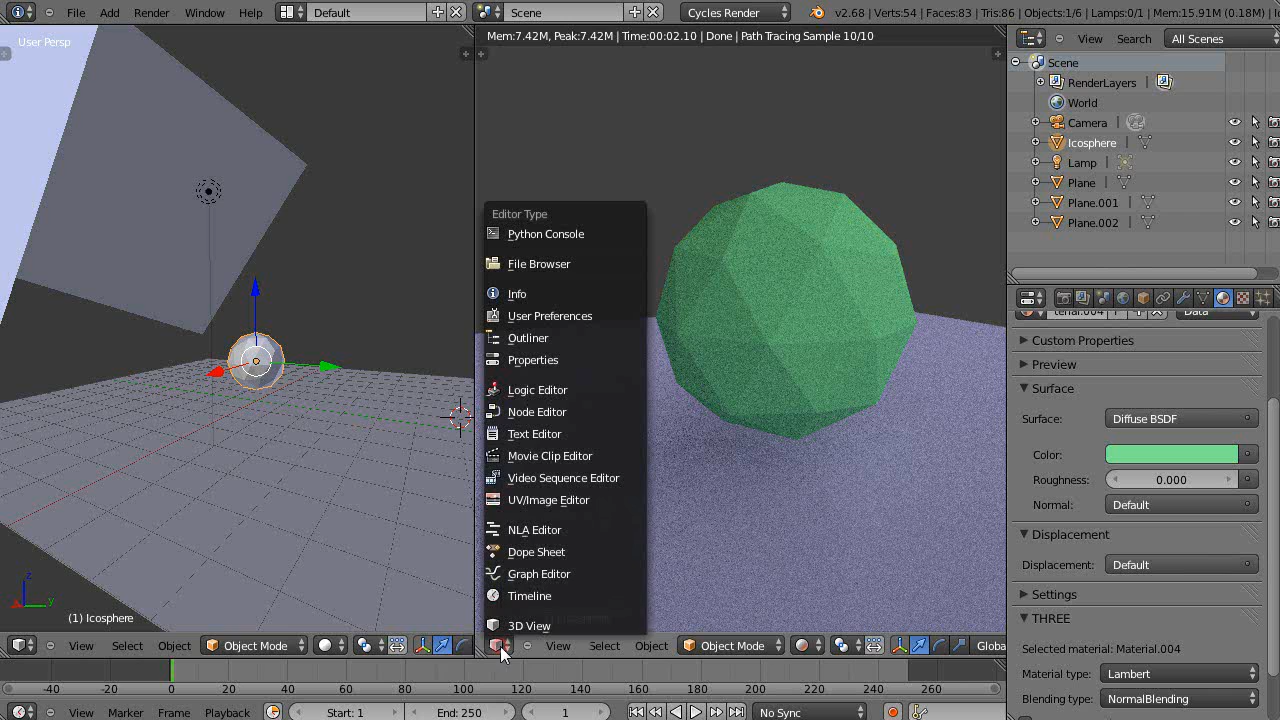 File Add Render Window Help Default Scene Cycles Render v2.68 | Verts:54 | Faces:83 | Tris:86 | Objects:1/6 | Lamps:0/1 | Mem:15.91M (0.18M) |
User Persp
Mem:7.42M, Peak:7.42M | Time:00:02.10 | Done | Path Tracing Sample 10/10
View Search All Scenes
Scene
RenderLayers
World
Camera
Icosphere
Lamp
Plane
Plane.001
Plane.002
Editor Type
Python Console
File Browser
Info
User Preferences
Outliner
Properties
Logic Editor
Node Editor
Text Editor
Movie Clip Editor
Video Sequence Editor
UV/Image Editor
NLA Editor
Dope Sheet
Graph Editor
Timeline
3D View
z
y
(1) Icosphere
terial.004 F Data
Custom Properties
Preview
Surface
Surface: Diffuse BSDF
Color:
Roughness: 0.000
Normal: Default
Displacement
Displacement: Default
Settings
THREE
Selected material: Material.004
Material type: Lambert
Blending type: NormalBlending
View Select Object Object Mode
View Select Object Object Mode Globa
-40 -20 0 20 40 60 80 100 120 140 160 180 200 220 240 260
View Marker Frame Playback Start: 1 End: 250 1 No Sync